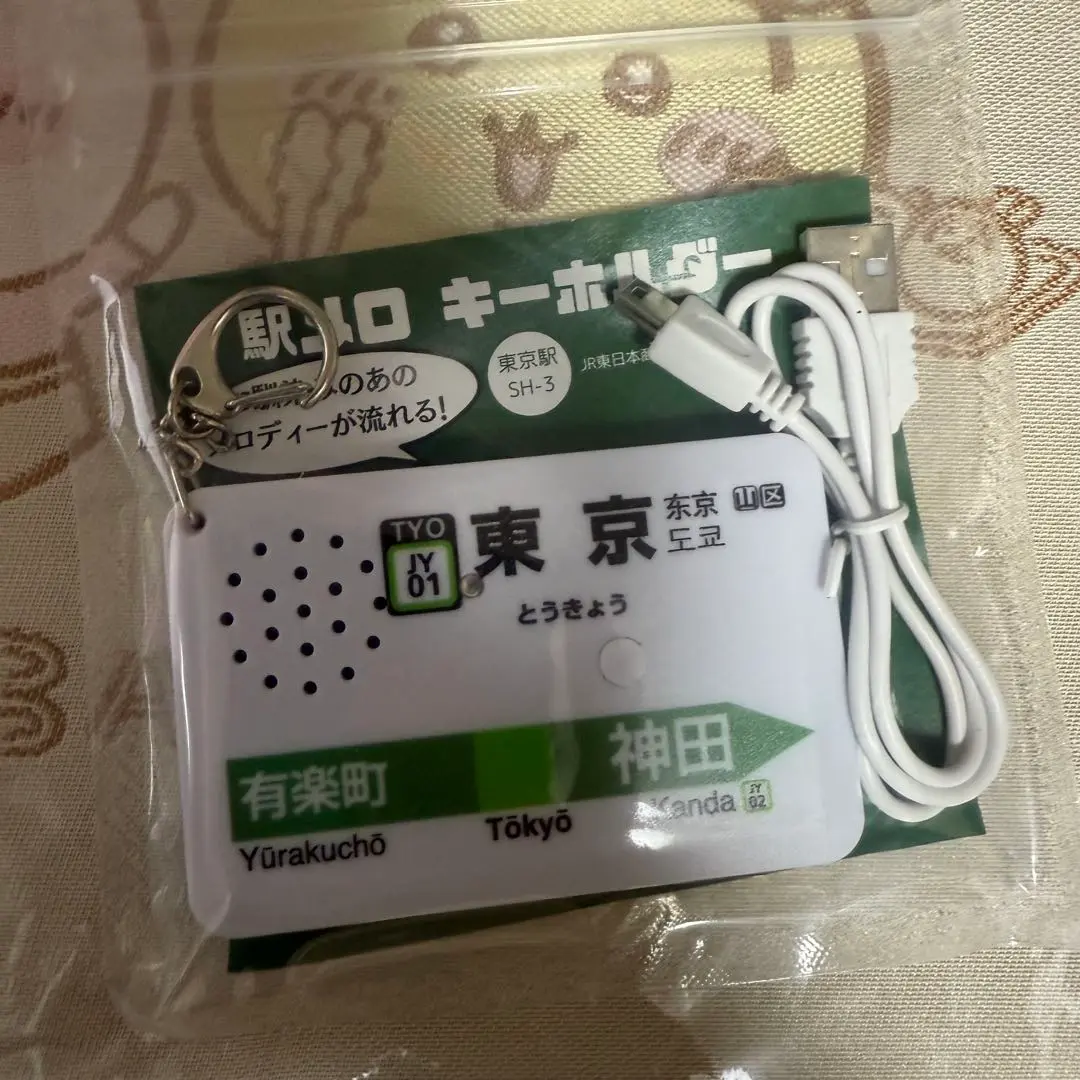 駅メロ キーホルダー
東京駅
SH-3
JR東日本商
のあの
ロディーが流れる!
TYO
JY
01
東京
东京
山区
도쿄
とうきょう
有楽町
神田
Yūrakuchō
Tōkyō
Kanda
JY
02